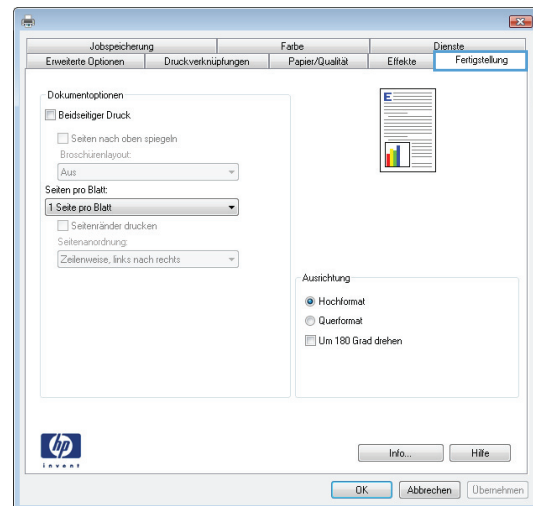 Jobspeicherung Farbe Dienste
Erweiterte Optionen Druckverknüpfungen Papier/Qualität Effekte Fertigstellung
Dokumentoptionen
Beidseitiger Druck
Seiten nach oben spiegeln
Broschürenlayout:
Aus
Seiten pro Blatt:
1 Seite pro Blatt
Seitenränder drucken
Seitenanordnung:
Zeilenweise, links nach rechts
E
Ausrichtung
Hochformat
Querformat
Um 180 Grad drehen
hp
invent
Info... Hilfe
OK Abbrechen Übernehmen